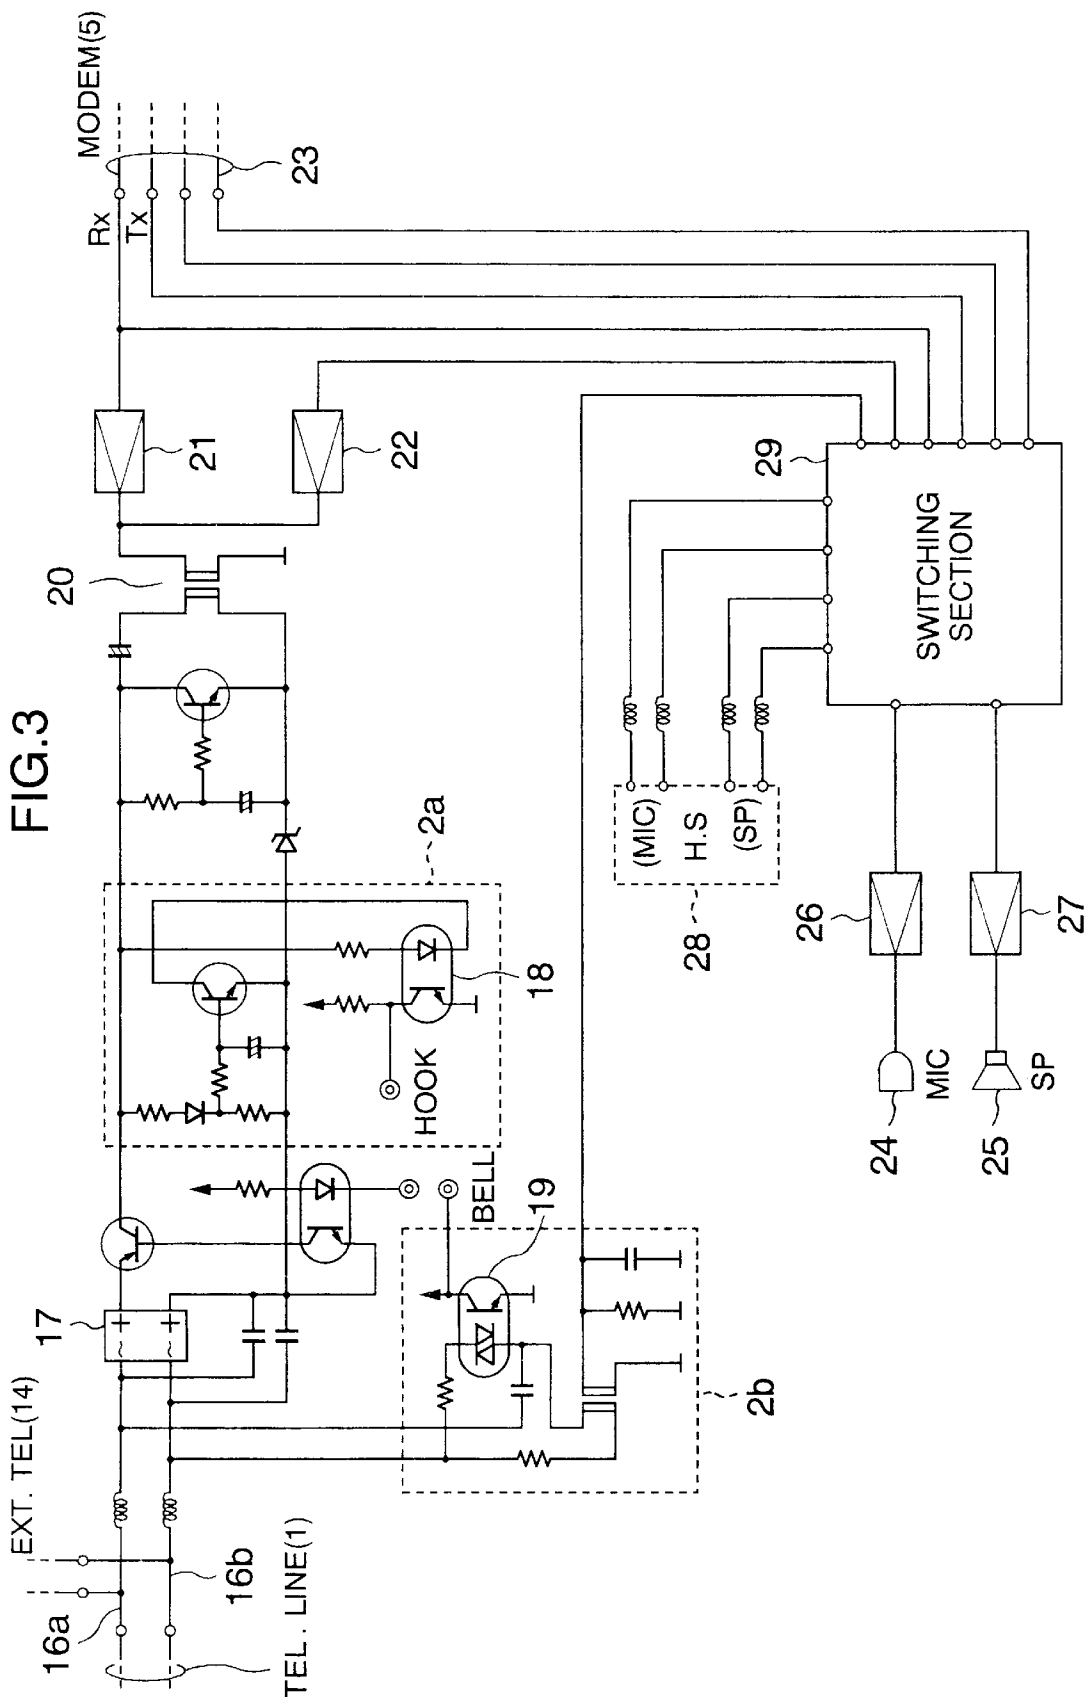 FIG.3
EXT. TEL(14)
16a
16b
TEL. LINE(1)
17
2a
HOOK
18
BELL
19
2b
20
21
22
Rx
Tx
MODEM(5)
23
(MIC)
H.S
(SP)
28
29
SWITCHING
SECTION
24
MIC
26
25
SP
27